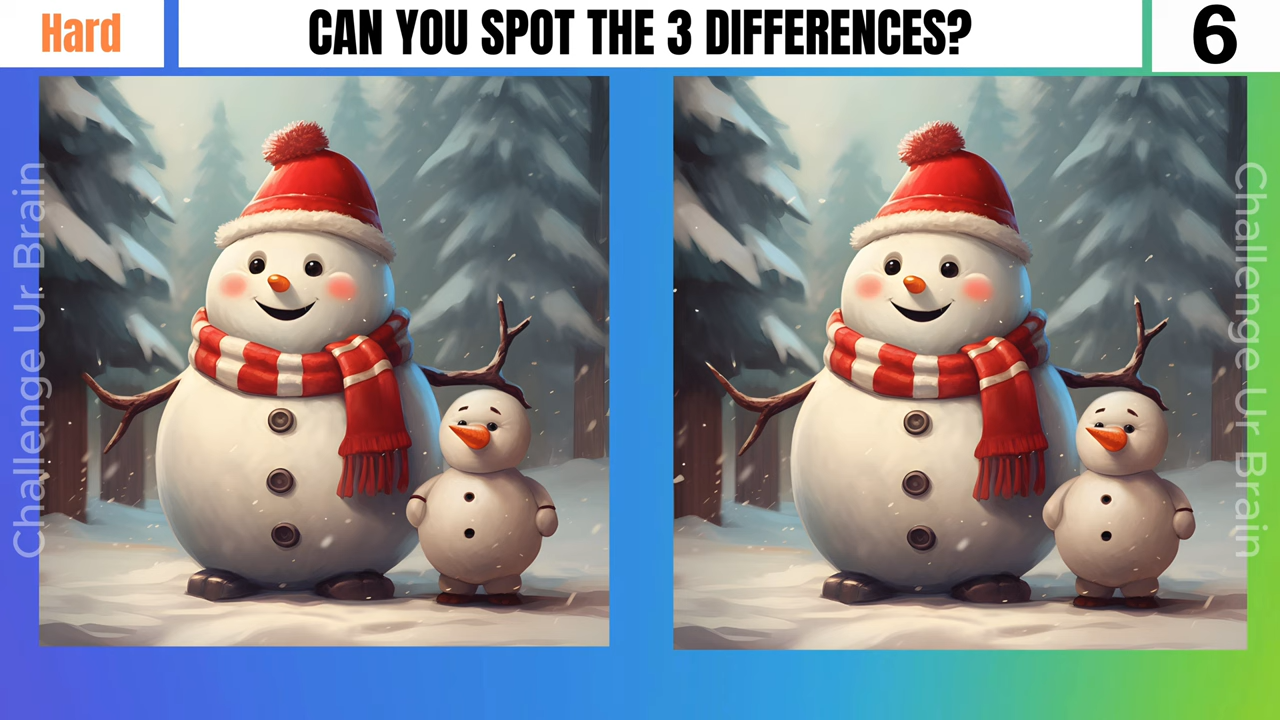 Hard
CAN YOU SPOT THE 3 DIFFERENCES?
6
Challenge Ur Brain
Challenge Ur Brain